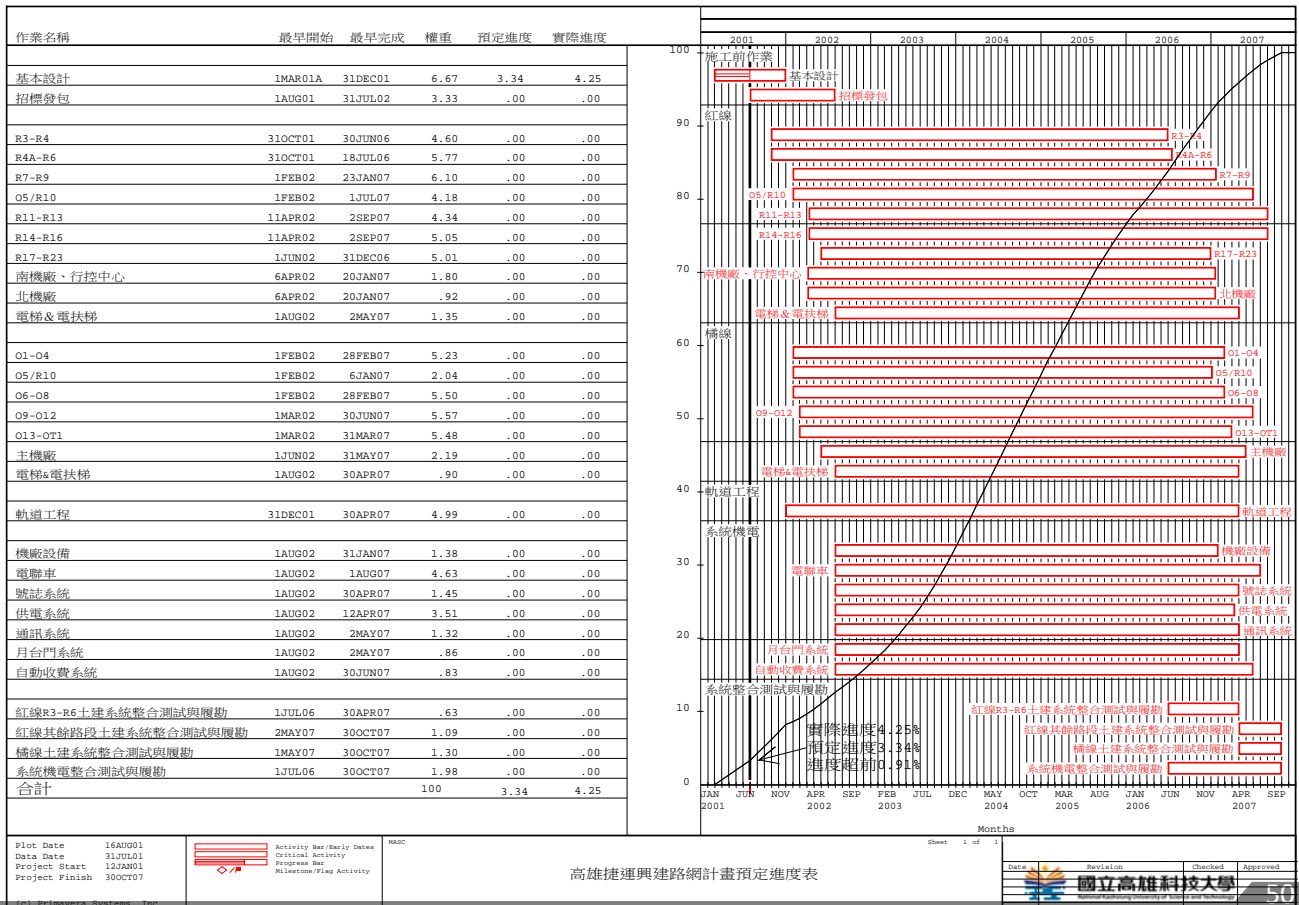 作業名稱 最早開始 最早完成 權重 預定進度 實際進度
基本設計 1MAR01A 31DEC01 6.67 3.34 4.25
招標發包 1AUG01 31JUL02 3.33 .00 .00
R3-R4 31OCT01 30JUN06 4.60 .00 .00
R4A-R6 31OCT01 18JUL06 5.77 .00 .00
R7-R9 1FEB02 23JAN07 6.10 .00 .00
O5/R10 1FEB02 1JUL07 4.18 .00 .00
R11-R13 11APR02 2SEP07 4.34 .00 .00
R14-R16 11APR02 2SEP07 5.05 .00 .00
R17-R23 1JUN02 31DEC06 5.01 .00 .00
南機廠、行控中心 6APR02 20JAN07 1.80 .00 .00
北機廠 6APR02 20JAN07 .92 .00 .00
電梯&電扶梯 1AUG02 2MAY07 1.35 .00 .00
O1-O4 1FEB02 28FEB07 5.23 .00 .00
O5/R10 1FEB02 6JAN07 2.04 .00 .00
O6-O8 1FEB02 28FEB07 5.50 .00 .00
O9-O12 1MAR02 30JUN07 5.57 .00 .00
O13-OT1 1MAR02 31MAR07 5.48 .00 .00
主機廠 1JUN02 31MAY07 2.19 .00 .00
電梯&電扶梯 1AUG02 30APR07 .90 .00 .00
軌道工程 31DEC01 30APR07 4.99 .00 .00
機廠設備 1AUG02 31JAN07 1.38 .00 .00
電聯車 1AUG02 1AUG07 4.63 .00 .00
號誌系統 1AUG02 30APR07 1.45 .00 .00
供電系統 1AUG02 12APR07 3.51 .00 .00
通訊系統 1AUG02 2MAY07 1.32 .00 .00
月台門系統 1AUG02 2MAY07 .86 .00 .00
自動收費系統 1AUG02 30JUN07 .83 .00 .00
紅線R3-R6土建系統整合測試與履勘 1JUL06 30APR07 .63 .00 .00
紅線其餘路段土建系統整合測試與履勘 2MAY07 30OCT07 1.09 .00 .00
橘線土建系統整合測試與履勘 1MAY07 30OCT07 1.30 .00 .00
系統機電整合測試與履勘 1JUL06 30OCT07 1.98 .00 .00
合計 100 3.34 4.25
2001 2002 2003 2004 2005 2006 2007
100
90
80
70
60
50
40
30
20
10
0
施工前作業
基本設計
招標發包
紅線
R3-R4
R4A-R6
R7-R9
O5/R10
R11-R13
R14-R16
R17-R23
南機廠、行控中心
北機廠
電梯&電扶梯
橘線
O1-O4
O5/R10
O6-O8
O9-O12
O13-OT1
主機廠
電梯&電扶梯
軌道工程
軌道工程
系統機電
機廠設備
電聯車
號誌系統
供電系統
通訊系統
月台門系統
自動收費系統
系統整合測試與履勘
紅線R3-R6土建系統整合測試與履勘
紅線其餘路段土建系統整合測試與履勘
橘線土建系統整合測試與履勘
系統機電整合測試與履勘
實際進度4.25%
預定進度3.34%
進度超前0.91%
JAN JUN NOV APR SEP FEB JUL DEC MAY OCT MAR AUG JAN JUN NOV APR SEP
2001 2002 2003 2004 2005 2006 2007
Months
Plot Date 16AUG01
Data Date 31JUL01
Project Start 12JAN01
Project Finish 30OCT07
(c) Primavera Systems, Inc.
Activity Bar/Early Dates
Critical Activity
Progress Bar
Milestone/Flag Activity
MASC
Sheet 1 of 1
高雄捷運興建路網計畫預定進度表
Date Revision Checked Approved
國立高雄科技大學
National Kaohsiung University of Science and Technology
50